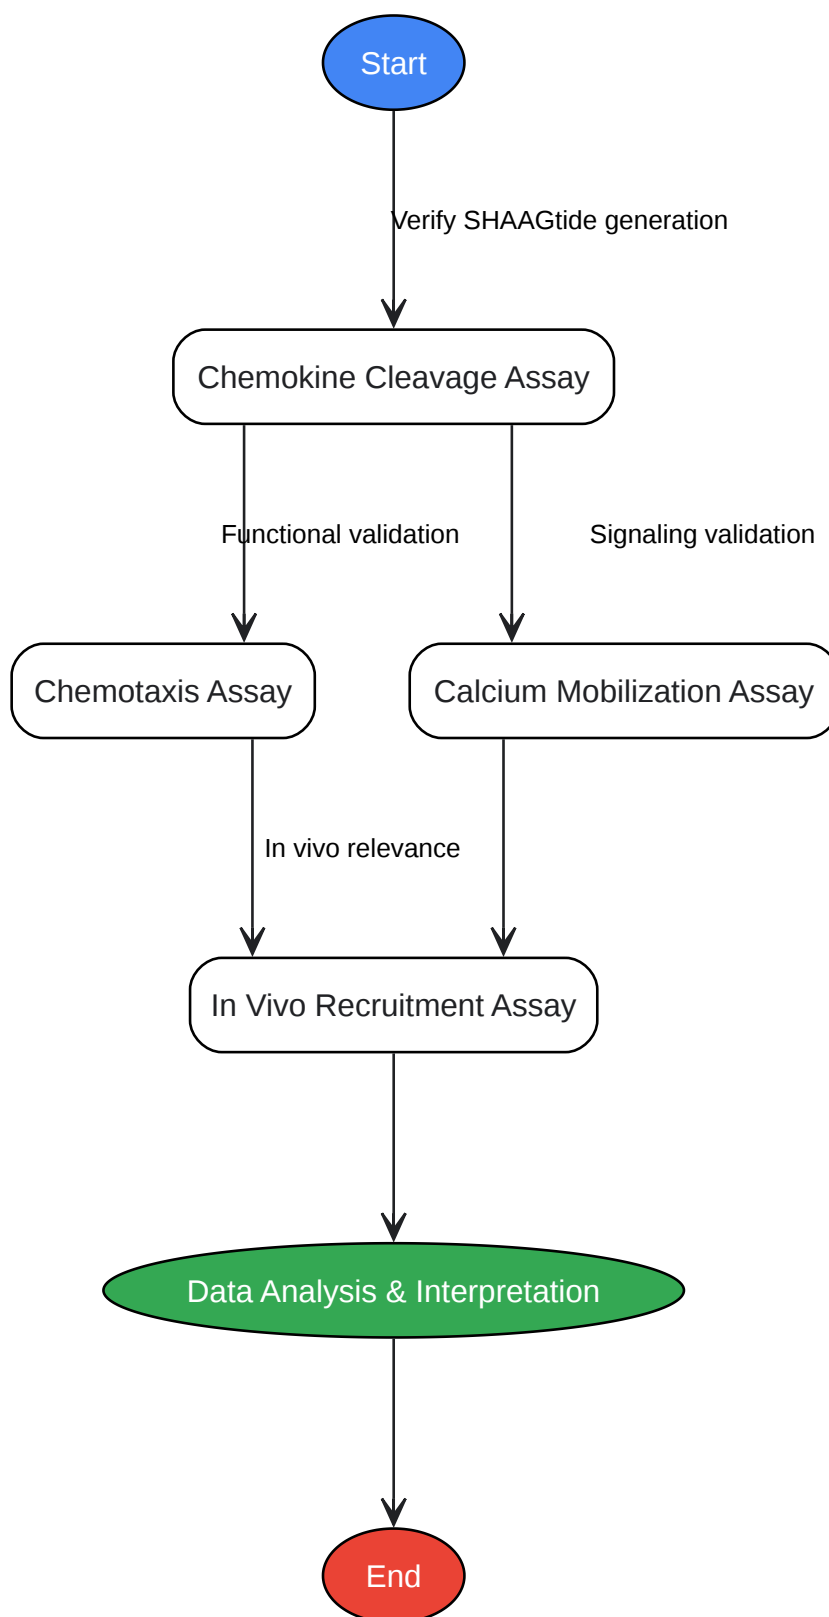 Start
Verify SHAAGtide generation
Chemokine Cleavage Assay
Functional validation
Signaling validation
Chemotaxis Assay
Calcium Mobilization Assay
In vivo relevance
In Vivo Recruitment Assay
Data Analysis & Interpretation
End